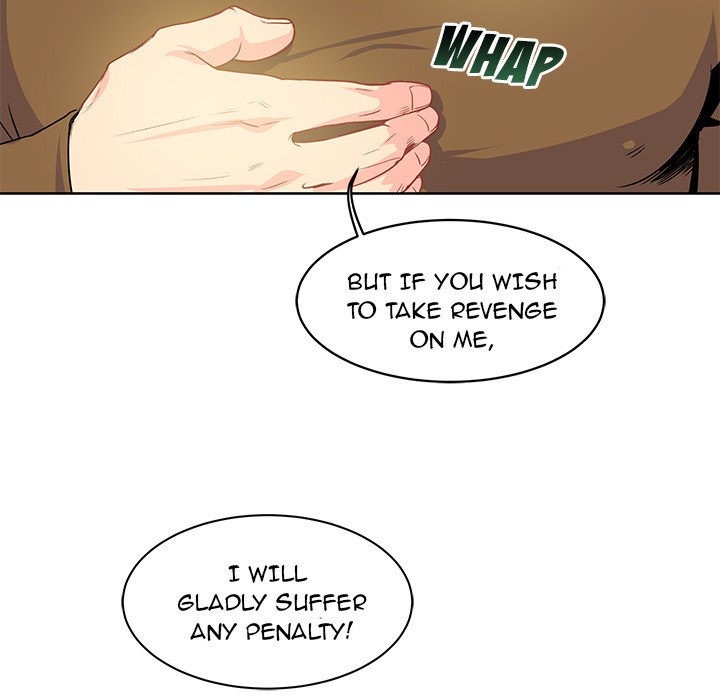 WHAP
BUT IF YOU WISH
TO TAKE REVENGE
ON ME,
I WILL
GLADLY SUFFER
ANY PENALTY!